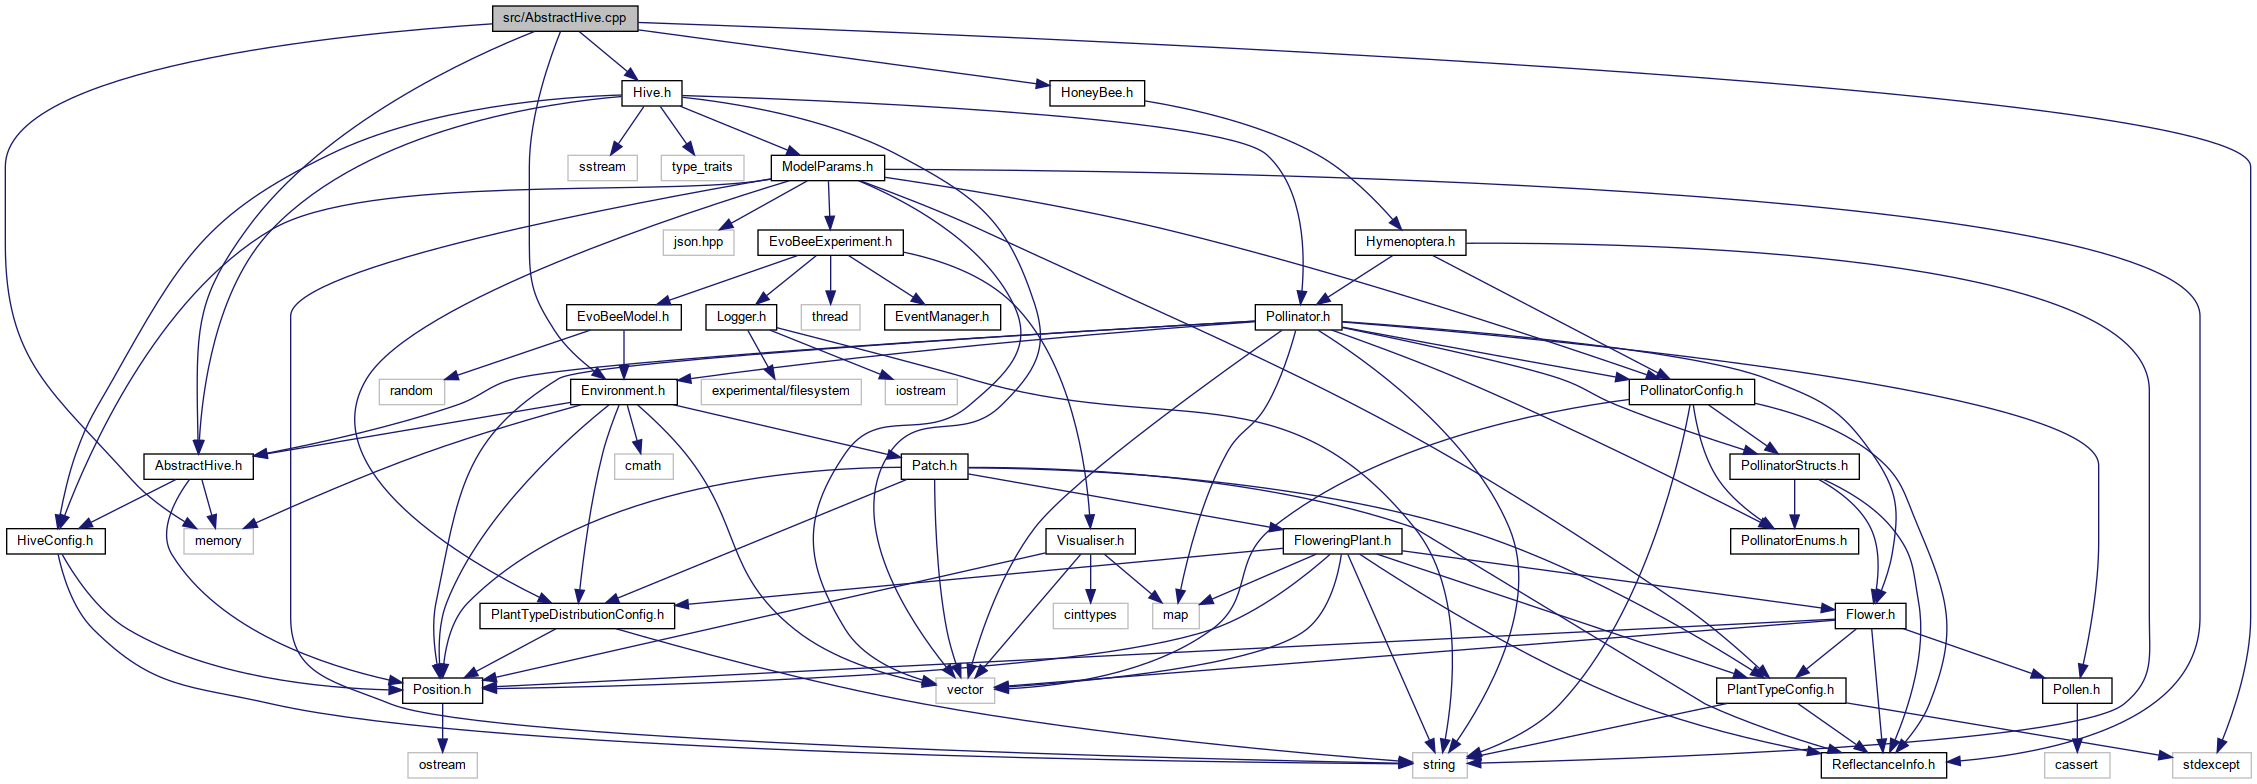 src/AbstractHive.cpp
Hive.h
HoneyBee.h
sstream
type_traits
ModelParams.h
json.hpp
EvoBeeExperiment.h
Hymenoptera.h
EvoBeeModel.h
Logger.h
thread
EventManager.h
Pollinator.h
random
Environment.h
experimental/filesystem
iostream
PollinatorConfig.h
AbstractHive.h
cmath
Patch.h
PollinatorStructs.h
HiveConfig.h
memory
Visualiser.h
FloweringPlant.h
PollinatorEnums.h
PlantTypeDistributionConfig.h
cinttypes
map
Flower.h
Position.h
vector
PlantTypeConfig.h
Pollen.h
ostream
string
ReflectanceInfo.h
cassert
stdexcept